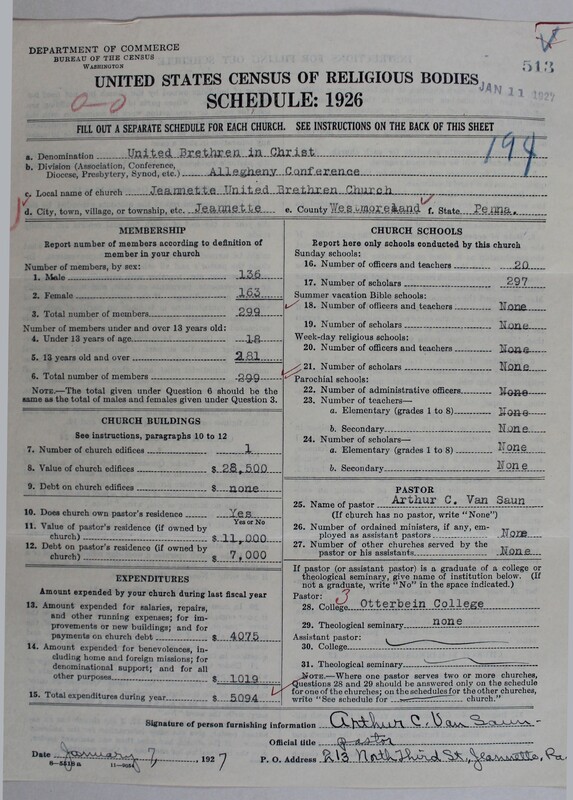 DEPARTMENT OF COMMERCE
BUREAU OF THE CENSUS
WASHINGTON
513
UNITED STATES CENSUS OF RELIGIOUS BODIES
JAN 11 1927
0-0
SCHEDULE: 1926
FILL OUT A SEPARATE SCHEDULE FOR EACH CHURCH. SEE INSTRUCTIONS ON THE BACK OF THIS SHEET
194
a. Denomination United Brethren in Christ
b. Division (Association, Conference, Diocese, Presbytery, Synod, etc.) Allegheny Conference
c. Local name of church Jeannette United Brethren Church
d. City, town, village, or township, etc. Jeannette e. County Westmoreland f. State Penna.
MEMBERSHIP
Report number of members according to definition of
member in your church
Number of members, by sex:
1. Male 136
2. Female 163
3. Total number of members 299
Number of members under and over 13 years old:
4. Under 13 years of age 18
5. 13 years old and over 281
6. Total number of members 299
NOTE.—The total given under Question 6 should be the
same as the total of males and females given under Question 3.
CHURCH BUILDINGS
See instructions, paragraphs 10 to 12
7. Number of church edifices 1
8. Value of church edifices $ 28,500
9. Debt on church edifices $ none
10. Does church own pastor's residence? Yes
Yes or No
11. Value of pastor's residence (if owned by
church) $ 11,000
12. Debt on pastor's residence (if owned by
church) $ 7,000
EXPENDITURES
Amount expended by your church during last fiscal year
13. Amount expended for salaries, repairs,
and other running expenses; for im-
provements or new buildings; and for
payments on church debt $ 4075
14. Amount expended for benevolences, in-
cluding home and foreign missions; for
denominational support; and for all
other purposes $ 1019
15. Total expenditures during year $ 5094
CHURCH SCHOOLS
Report here only schools conducted by this church
Sunday schools:
16. Number of officers and teachers 20
17. Number of scholars 297
Summer vacation Bible schools:
18. Number of officers and teachers None
19. Number of scholars None
Week-day religious schools:
20. Number of officers and teachers None
21. Number of scholars None
Parochial schools:
22. Number of administrative officers None
23. Number of teachers—
a. Elementary (grades 1 to 8) None
b. Secondary None
24. Number of scholars—
a. Elementary (grades 1 to 8) None
b. Secondary None
PASTOR
25. Name of pastor Arthur C. Van Saun
(If church has no pastor, write "None")
26. Number of ordained ministers, if any, em-
ployed as assistant pastors None
27. Number of other churches served by the
pastor or his assistants None
If pastor (or assistant pastor) is a graduate of a college or
theological seminary, give name of institution below. (If
not a graduate, write "No" in the space indicated.)
Pastor: 3
28. College Otterbein College
29. Theological seminary none
Assistant pastor:
30. College
31. Theological seminary
NOTE.—Where one pastor serves two or more churches,
Questions 28 and 29 should be answered only on the schedule
for one of the churches; on the schedules for the other churches,
write "See schedule for church."
Signature of person furnishing information Arthur C. Van Saun
Official title pastor
Date January 7, 1927 P. O. Address 213 North Third St., Jeannette, Pa.
8-5518a 11-9284